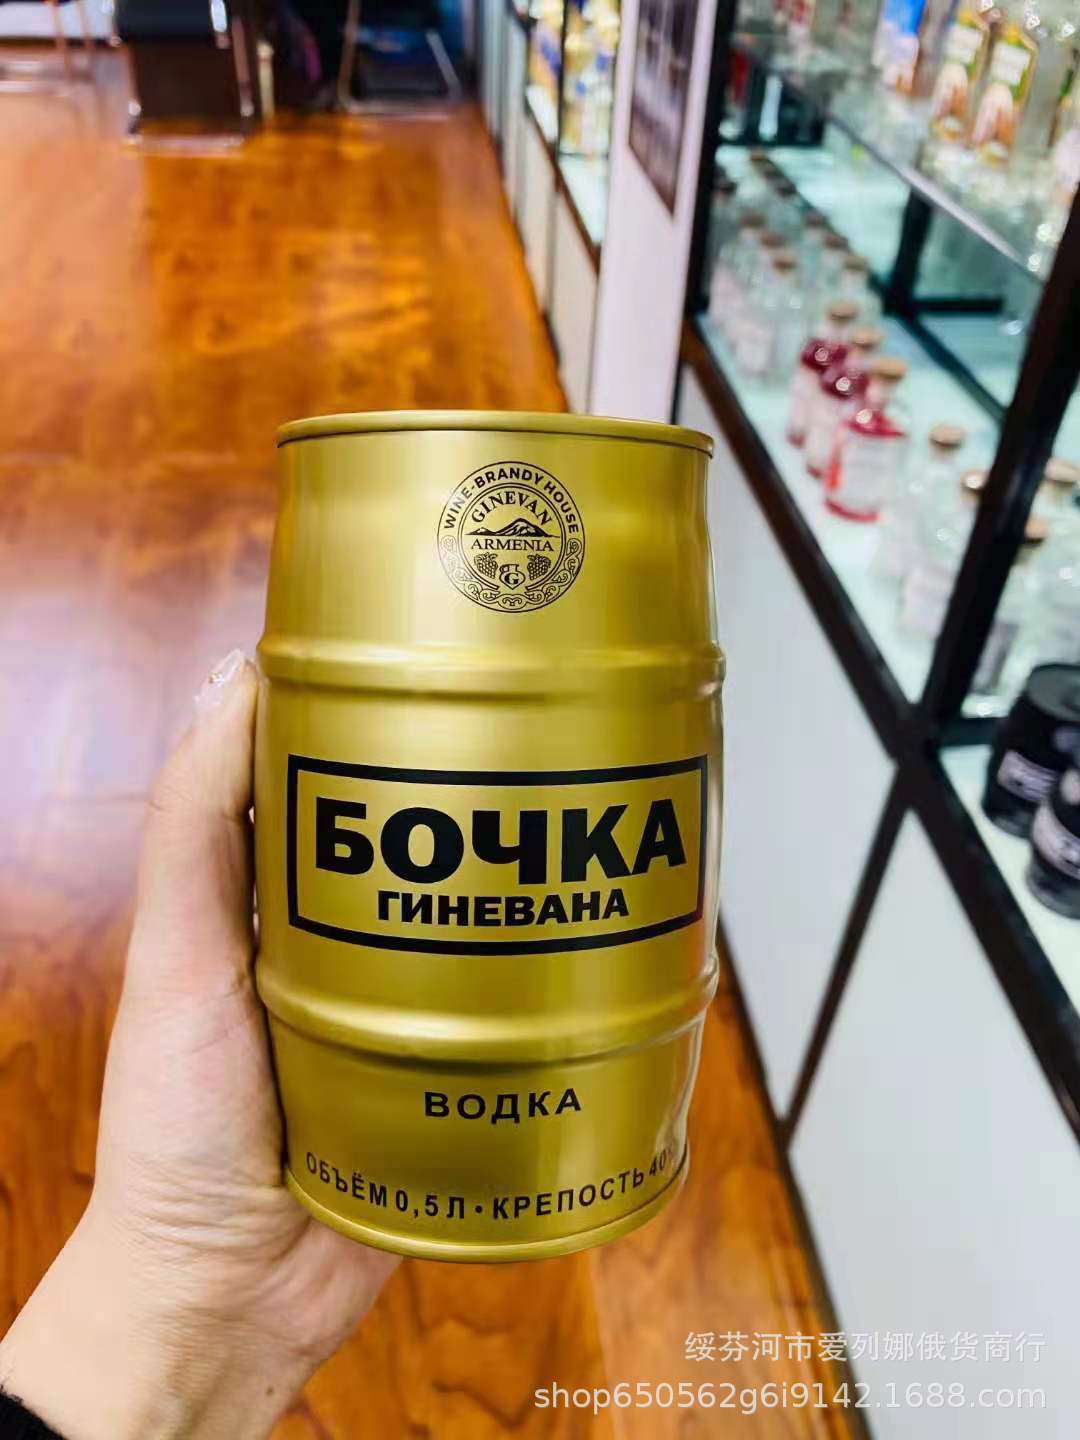 WINE-BRANDY HOUSE
GINEVAN
ARMENIA
G
БОЧКА
ГИНЕВАНА
ВОДКА
ОБЪЁМ 0,5 Л • КРЕПОСТЬ 40%
绥芬河市爱列娜俄货商行
shop650562g6i9142.1688.com